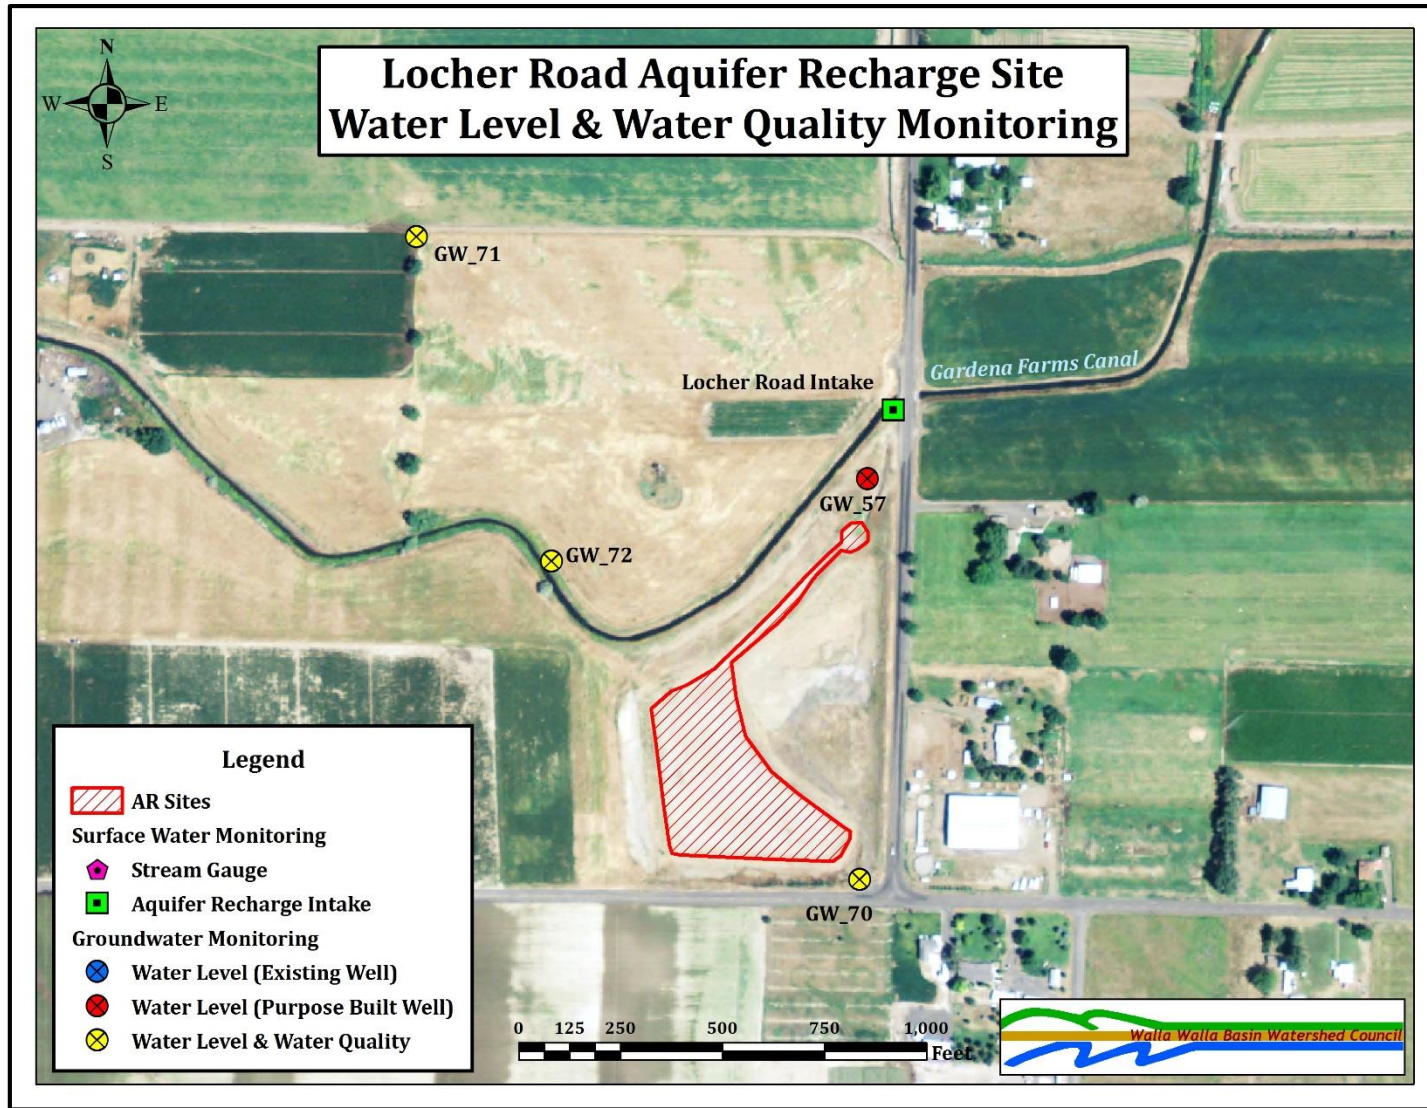 Locher Road Aquifer Recharge Site
Water Level & Water Quality Monitoring
N
W E
S
GW_71
Gardena Farms Canal
Locher Road Intake
GW_57
GW_72
GW_70
Legend
AR Sites
Surface Water Monitoring
Stream Gauge
Aquifer Recharge Intake
Groundwater Monitoring
Water Level (Existing Well)
Water Level (Purpose Built Well)
Water Level & Water Quality
0 125 250 500 750 1,000
Feet
Walla Walla Basin Watershed Council